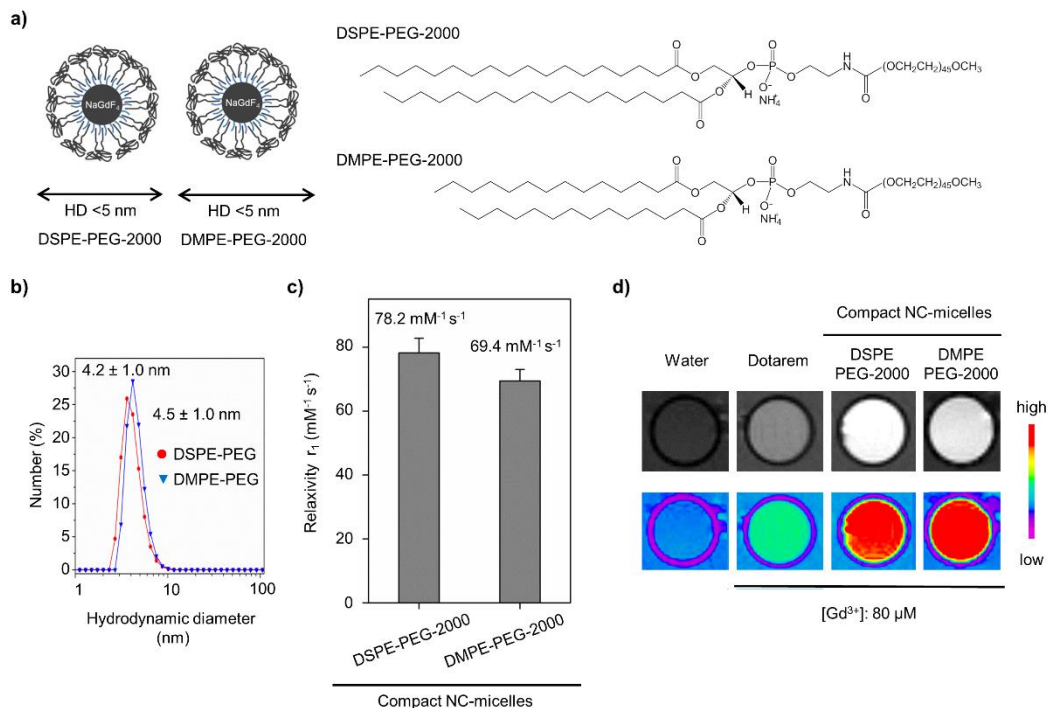 a)
NaGdF4
NaGdF4
HD <5 nm
HD <5 nm
DSPE-PEG-2000
DMPE-PEG-2000
DSPE-PEG-2000
O
O
O
O
O
P
O
O-
NH4+
H
H
N
O
(OCH2CH2)45OCH3
O
DMPE-PEG-2000
O
O
O
O
O
P
O
O-
NH4+
H
H
N
O
(OCH2CH2)45OCH3
O
b)
4.2 ± 1.0 nm
4.5 ± 1.0 nm
DSPE-PEG
DMPE-PEG
Number (%)
30
25
20
15
10
5
0
1
10
100
Hydrodynamic diameter
(nm)
c)
78.2 mM-1 s-1
69.4 mM-1 s-1
Relaxivity r1 (mM-1 s-1)
80
60
40
20
0
DSPE-PEG-2000
DMPE-PEG-2000
Compact NC-micelles
d)
Compact NC-micelles
Water
Dotarem
DSPE
PEG-2000
DMPE
PEG-2000
high
low
[Gd3+]: 80 µM